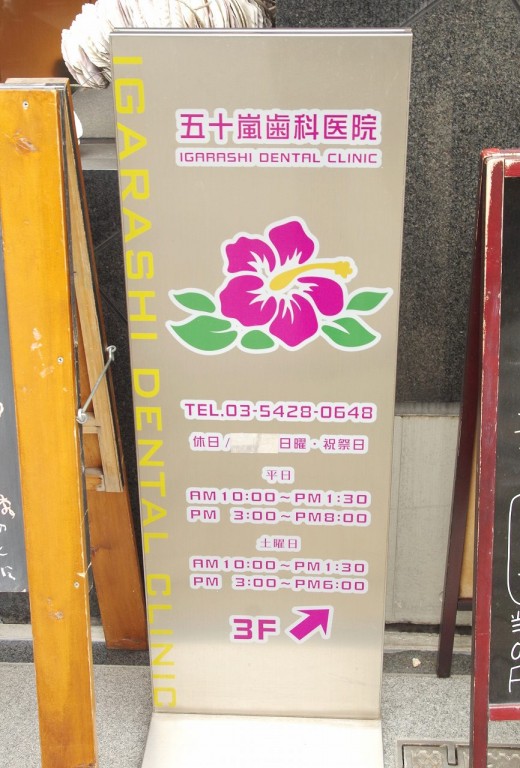 五十嵐歯科医院
IGARASHI DENTAL CLINIC
IGARASHI DENTAL CLINIC
TEL.03-5428-0648
休日/ 日曜・祝祭日
平日
AM10:00～PM1:30
PM 3:00～PM8:00
土曜日
AM10:00～PM1:30
PM 3:00～PM6:00
3F